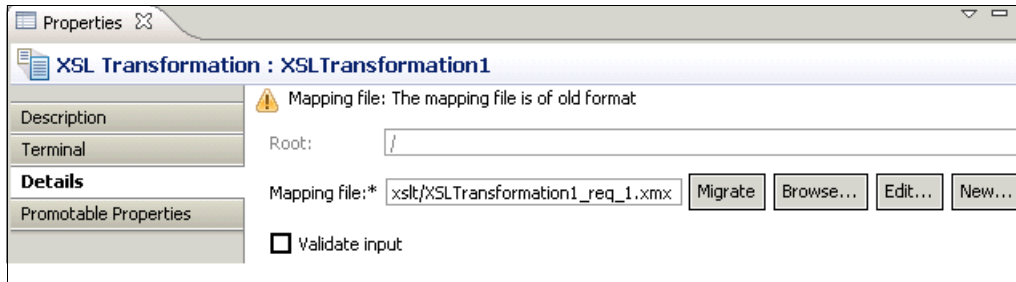 Properties
XSL Transformation : XSLTransformation1
Mapping file: The mapping file is of old format
Description
Terminal
Details
Promotable Properties
Root: /
Mapping file:* xslt/XSLTransformation1_req_1.xmx Migrate Browse... Edit... New...
Validate input